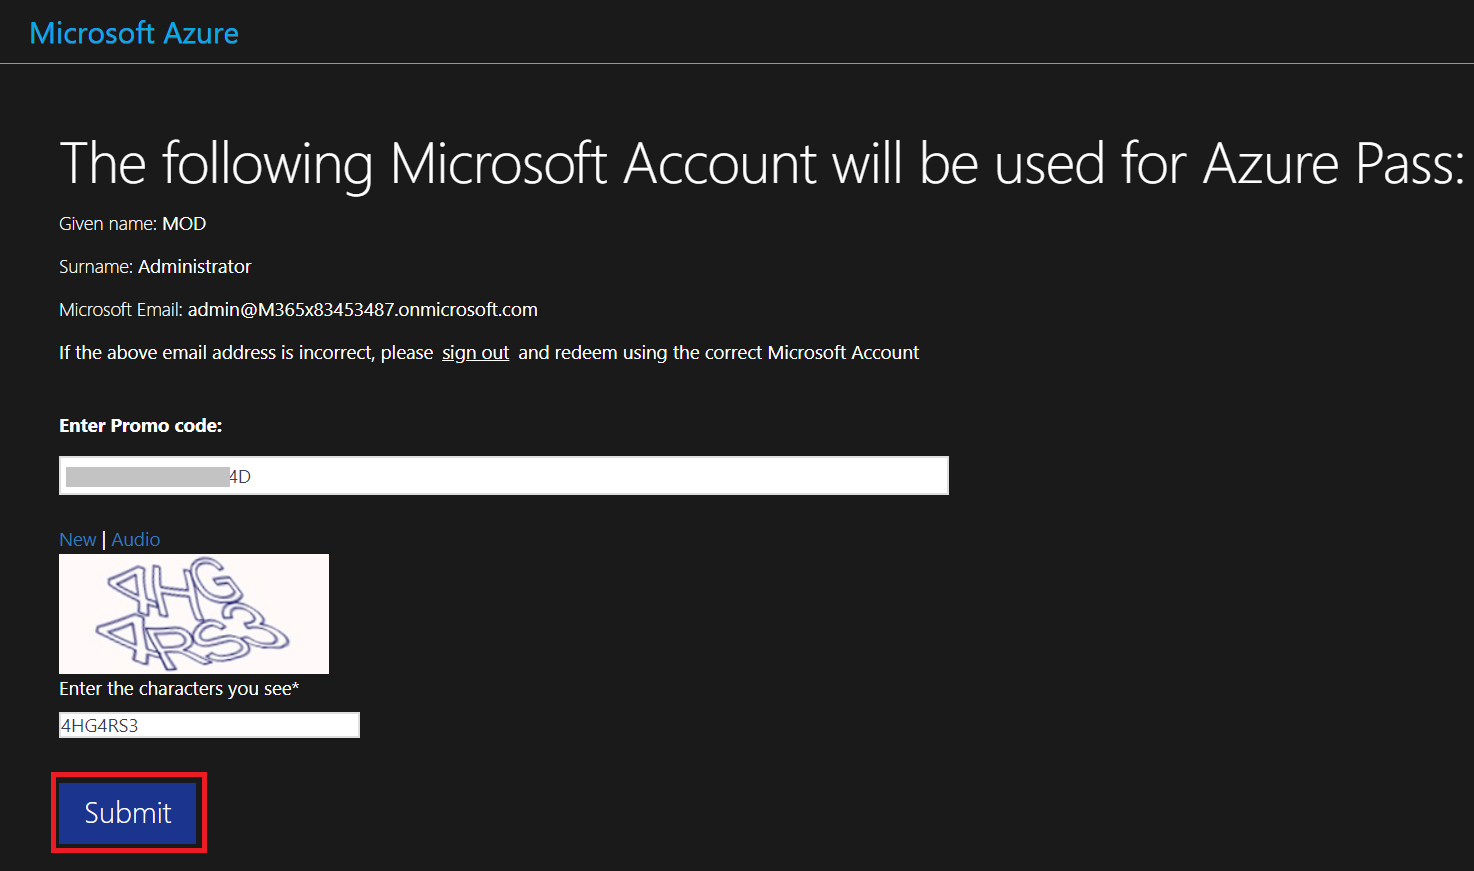 Microsoft Azure
The following Microsoft Account will be used for Azure Pass:
Given name: MOD
Surname: Administrator
Microsoft Email: admin@M365x83453487.onmicrosoft.com
If the above email address is incorrect, please sign out and redeem using the correct Microsoft Account
Enter Promo code:
4D
New | Audio
4HG
4RS3
Enter the characters you see*
4HG4RS3
Submit